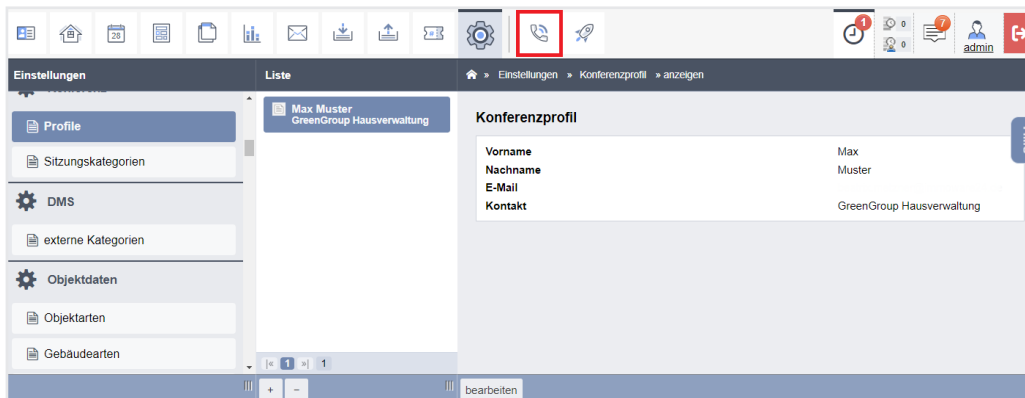 28
1
0
0
7
admin
Einstellungen
Liste
» Einstellungen » Konferenzprofil » anzeigen
Konferenz
Profile
Sitzungskategorien
DMS
externe Kategorien
Objektdaten
Objektarten
Gebäudearten
Max Muster
GreenGroup Hausverwaltung
|« 1 »| 1
+ −
Konferenzprofil
Vorname Max
Nachname Muster
E-Mail
Kontakt GreenGroup Hausverwaltung
bearbeiten